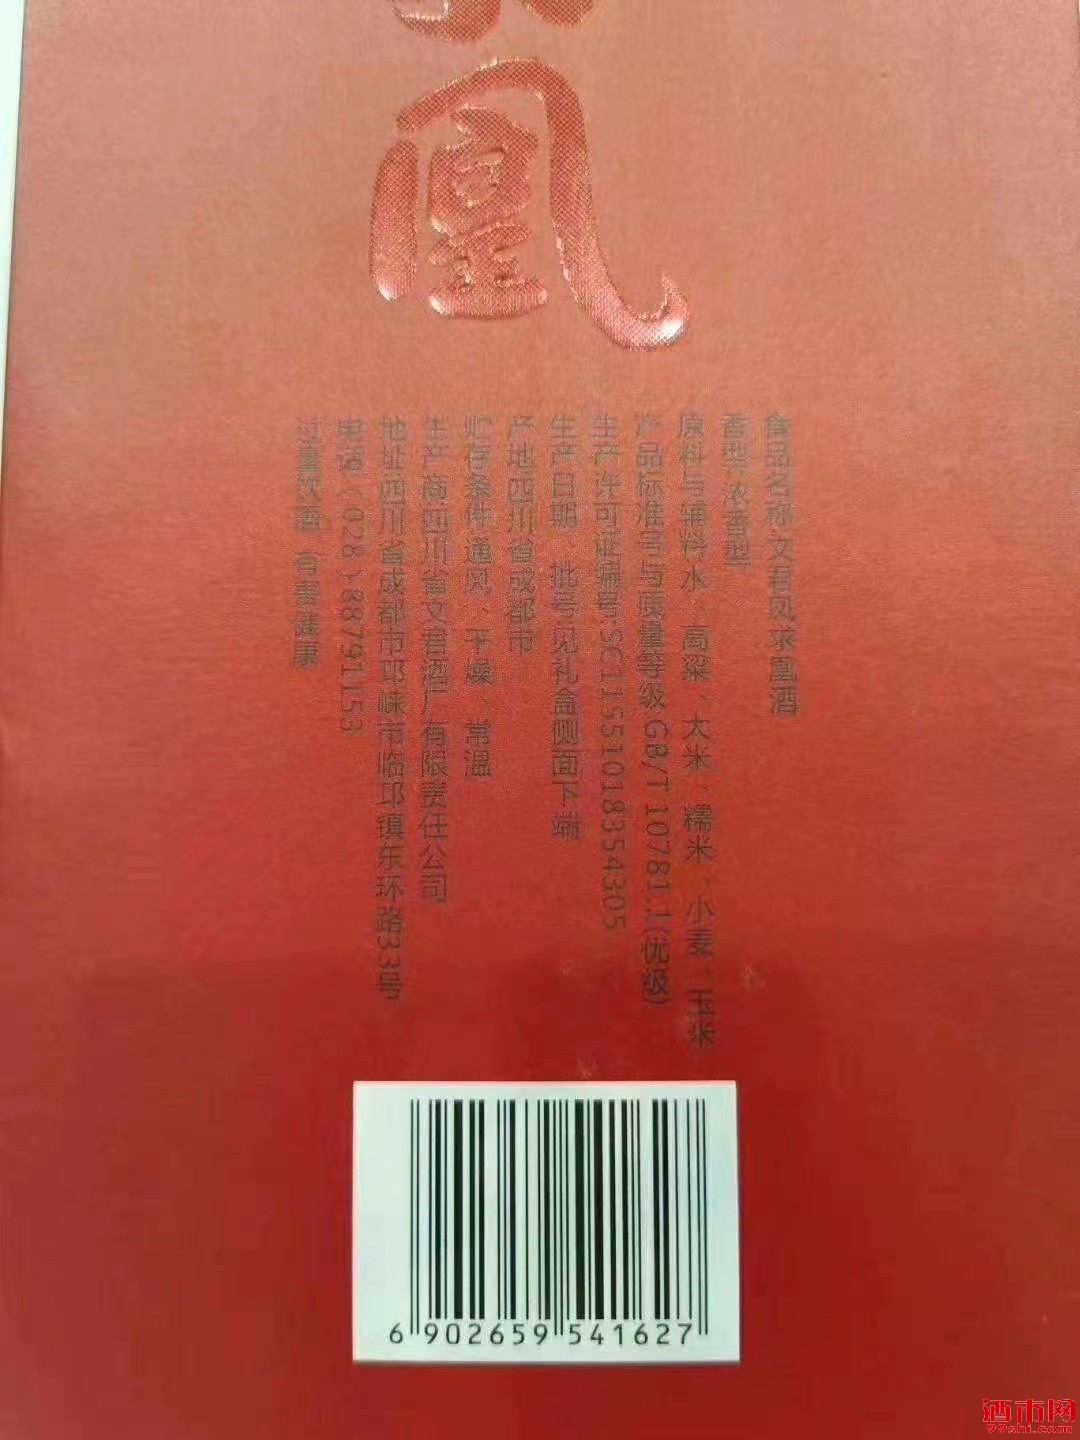 凰
食品名称:文君凤求凰酒
香型:浓香型
原料与辅料:水、高粱、大米、糯米、小麦、玉米
产品标准号与质量等级:GB/T 10781.1(优级)
生产许可证编号:SC11551018354305
生产日期、批号见礼盒侧面下端
产地:四川省成都市
贮存条件:通风、干燥、常温
生产商:四川省文君酒厂有限责任公司
地址:四川省成都市邛崃市临邛镇东环路33号
电话:(028)88791153
过量饮酒 有害健康
6 902659 541627
酒市网
99shi.com